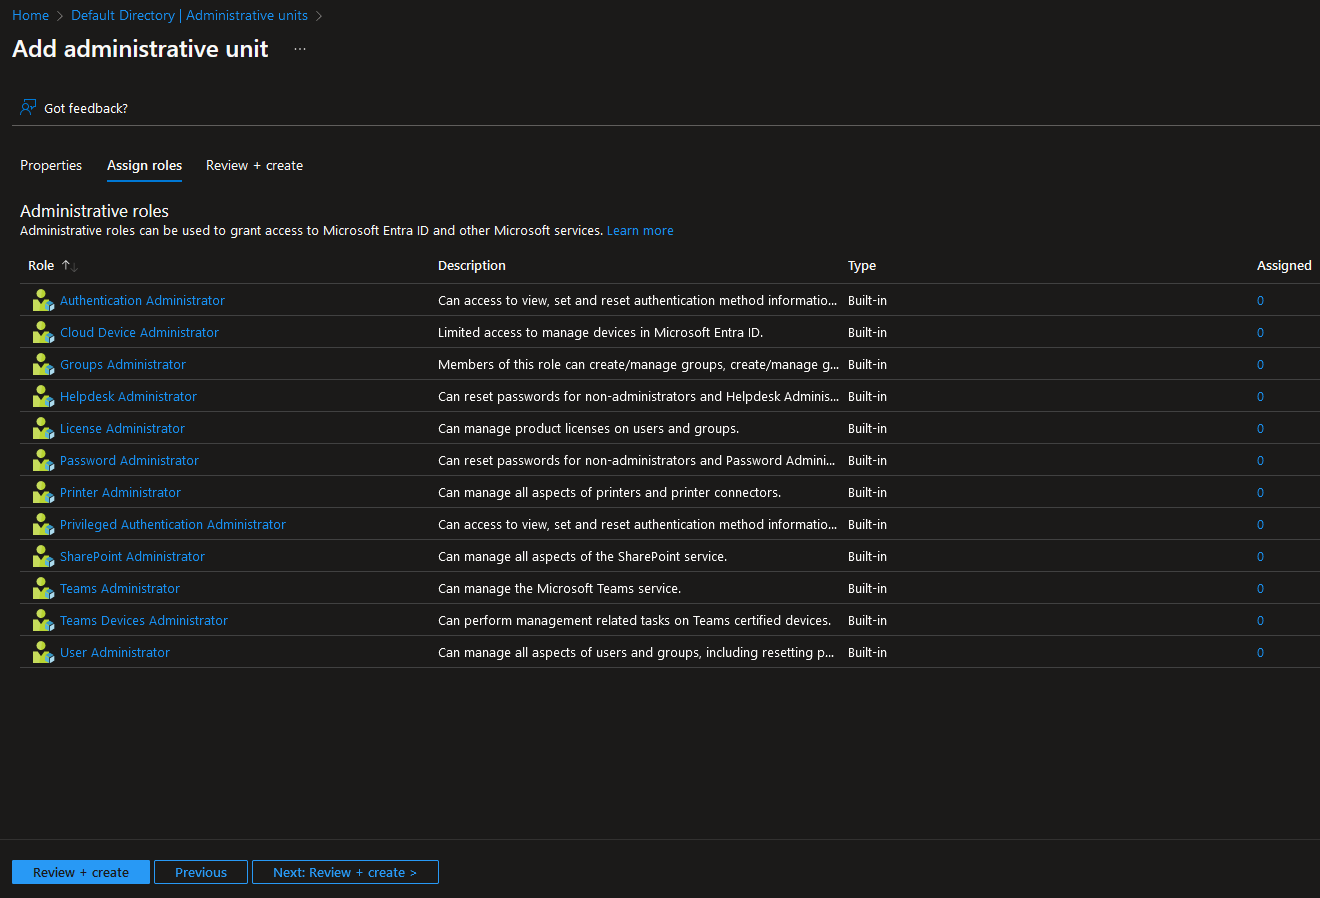 Home > Default Directory | Administrative units >
Add administrative unit ...
Got feedback?
Properties Assign roles Review + create
Administrative roles
Administrative roles can be used to grant access to Microsoft Entra ID and other Microsoft services. Learn more
Role ↑↓ Description Type Assigned
Authentication Administrator Can access to view, set and reset authentication method informatio... Built-in 0
Cloud Device Administrator Limited access to manage devices in Microsoft Entra ID. Built-in 0
Groups Administrator Members of this role can create/manage groups, create/manage g... Built-in 0
Helpdesk Administrator Can reset passwords for non-administrators and Helpdesk Adminis... Built-in 0
License Administrator Can manage product licenses on users and groups. Built-in 0
Password Administrator Can reset passwords for non-administrators and Password Admini... Built-in 0
Printer Administrator Can manage all aspects of printers and printer connectors. Built-in 0
Privileged Authentication Administrator Can access to view, set and reset authentication method informatio... Built-in 0
SharePoint Administrator Can manage all aspects of the SharePoint service. Built-in 0
Teams Administrator Can manage the Microsoft Teams service. Built-in 0
Teams Devices Administrator Can perform management related tasks on Teams certified devices. Built-in 0
User Administrator Can manage all aspects of users and groups, including resetting p... Built-in 0
Review + create Previous Next: Review + create >